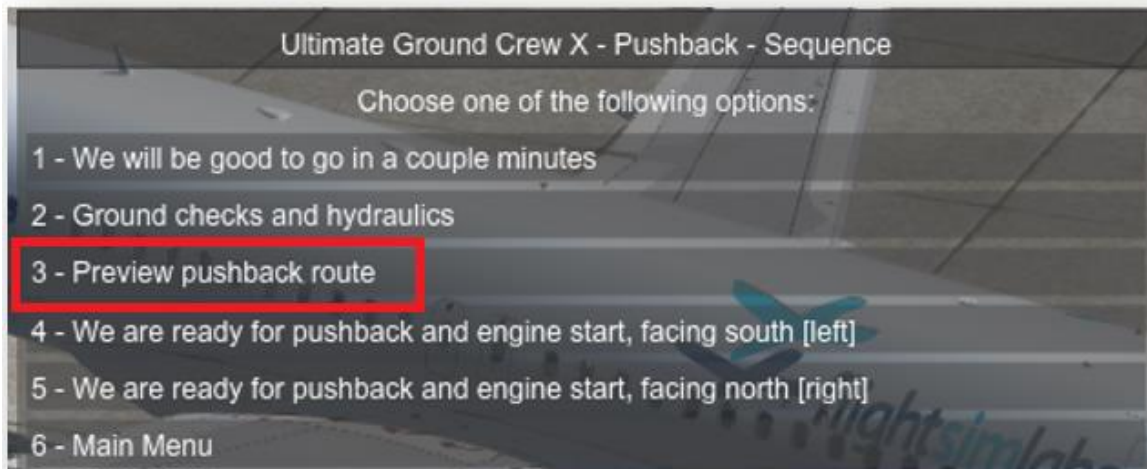 Ultimate Ground Crew X - Pushback - Sequence
Choose one of the following options:
1 - We will be good to go in a couple minutes
2 - Ground checks and hydraulics
3 - Preview pushback route
4 - We are ready for pushback and engine start, facing south [left]
5 - We are ready for pushback and engine start, facing north [right]
flightsimlab
6 - Main Menu